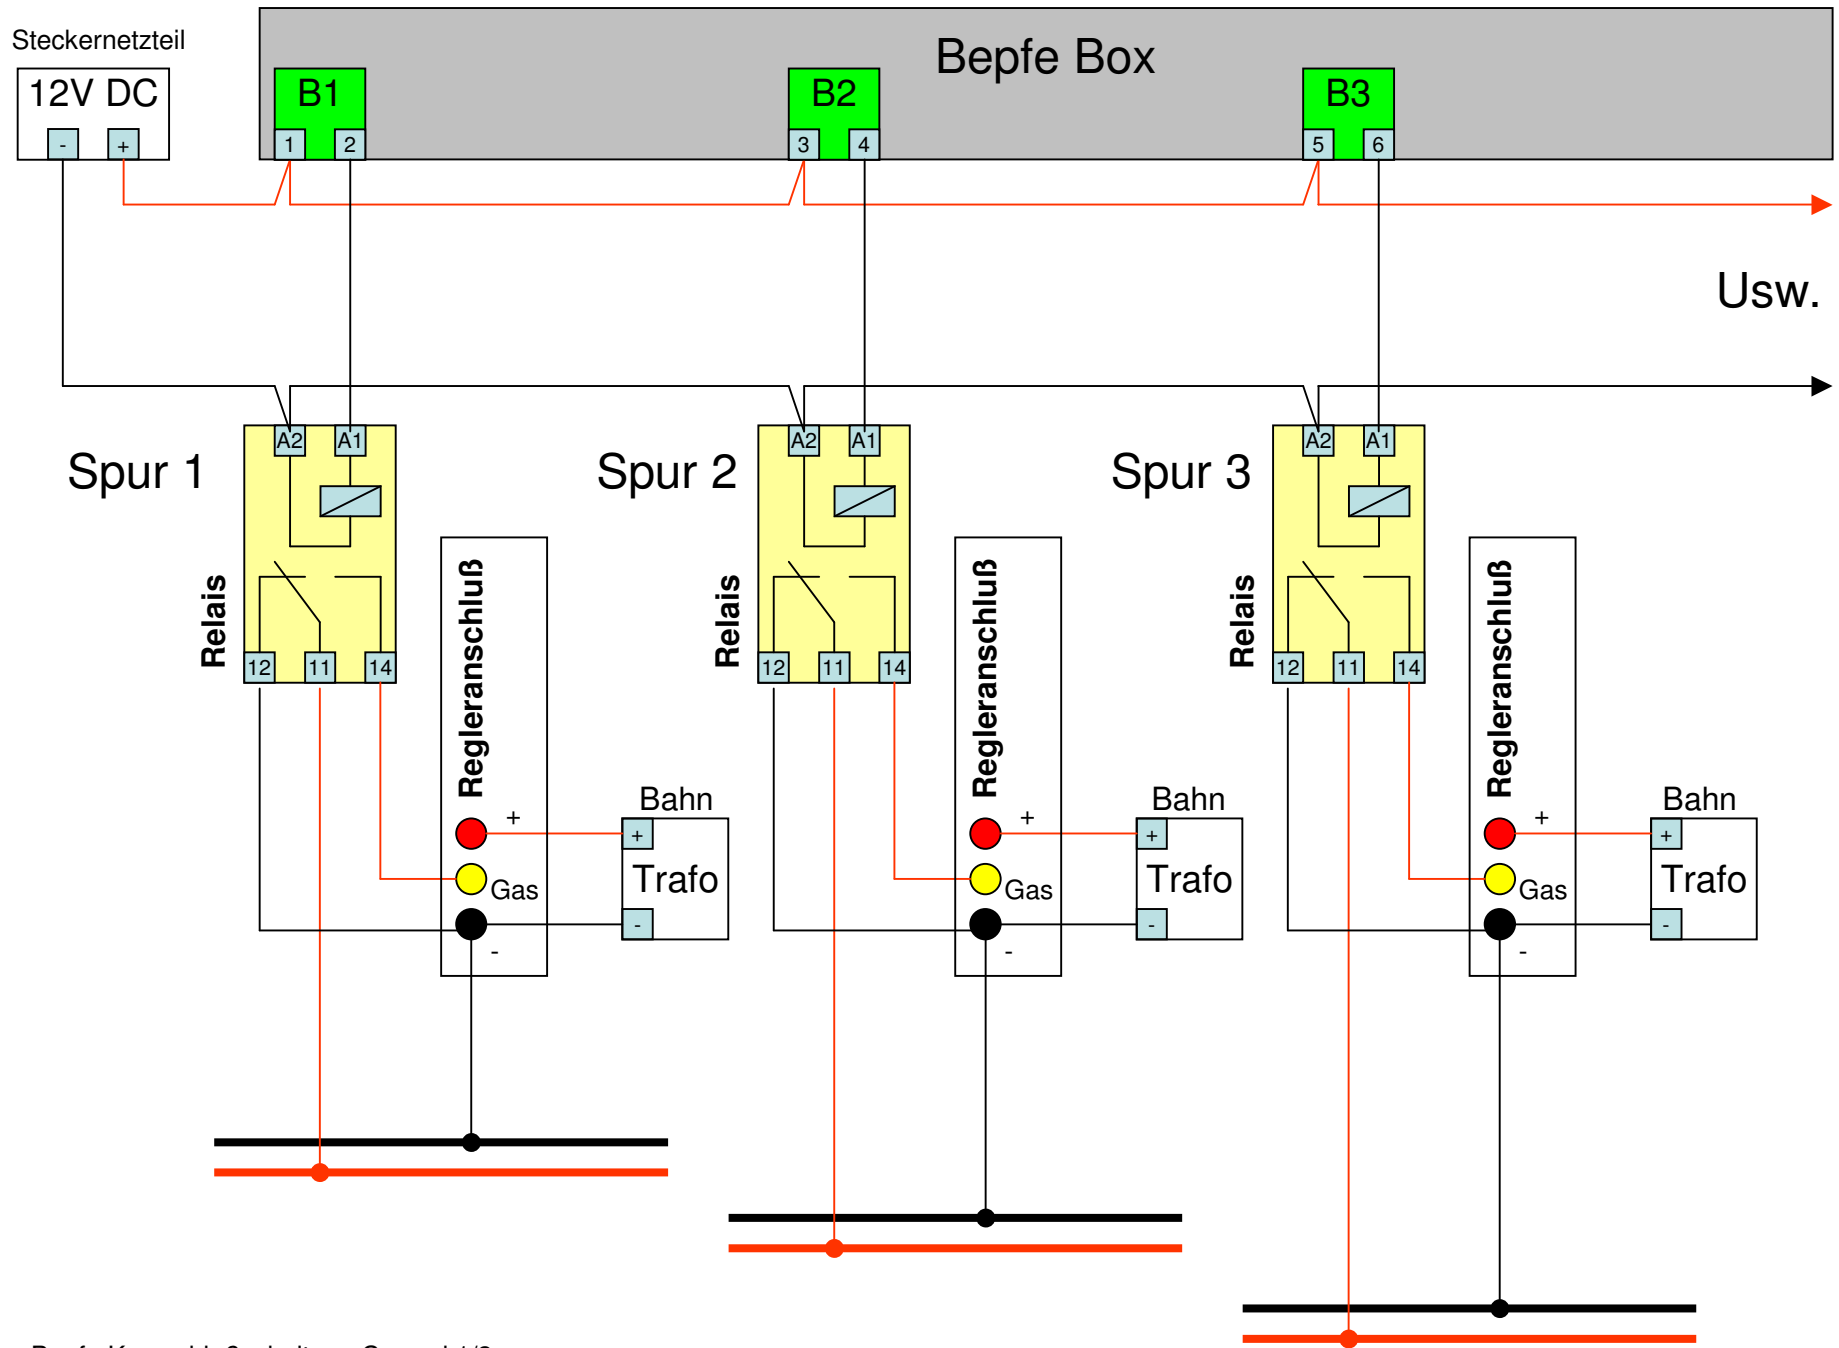 Steckernetzteil
Bepfe Box
12V DC
- +
B1
1 2
B2
3 4
B3
5 6
Usw.
A2 A1
A2 A1
A2 A1
Spur 1
Spur 2
Spur 3
Relais
Relais
Relais
Regleranschluß
Regleranschluß
Regleranschluß
12 11 14
12 11 14
12 11 14
Bahn
Bahn
Bahn
+ +
+ +
+ +
Gas
Trafo
Gas
Trafo
Gas
Trafo
- -
- -
- -